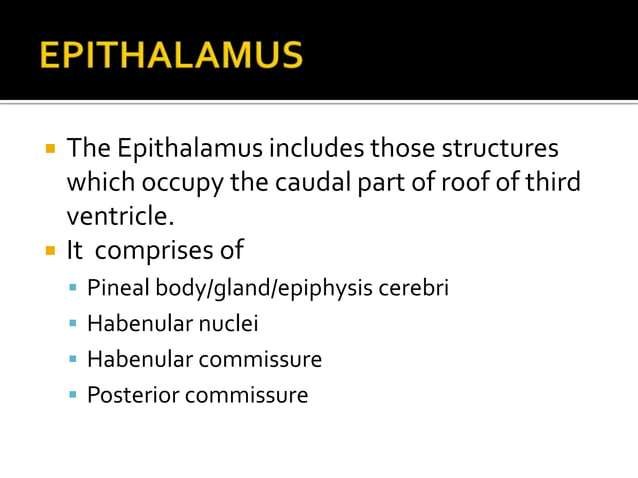 EPITHALAMUS
The Epithalamus includes those structures
which occupy the caudal part of roof of third
ventricle.
It comprises of
Pineal body/gland/epiphysis cerebri
Habenular nuclei
Habenular commissure
Posterior commissure